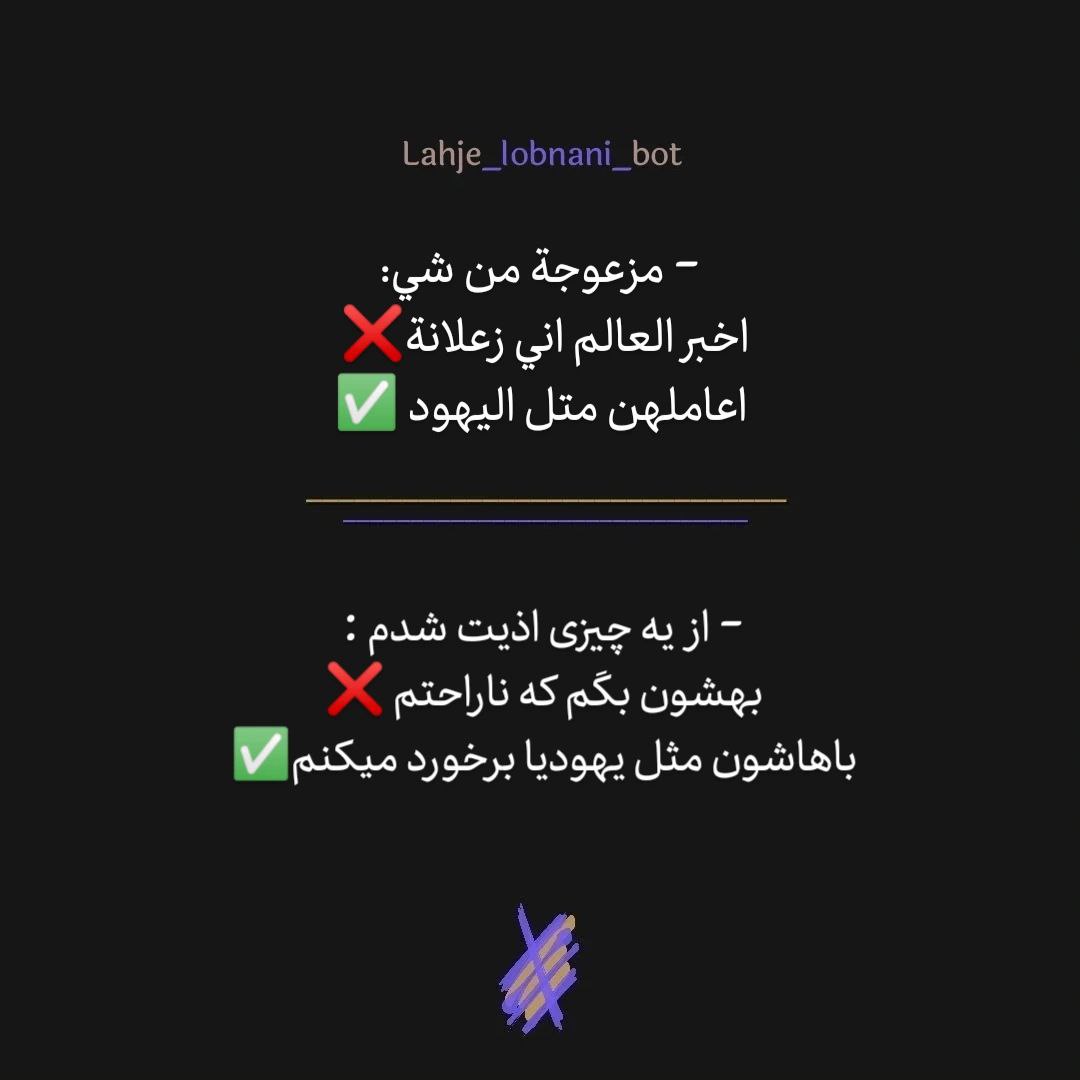 Lahje_lobnani_bot
- مزعوجة من شي:
اخبر العالم اني زعلانة❌
اعاملهن متل اليهود ✅
- از یه چیزی اذیت شدم :
بهشون بگم که ناراحتم ❌
باهاشون مثل یهودیا برخورد میکنم✅